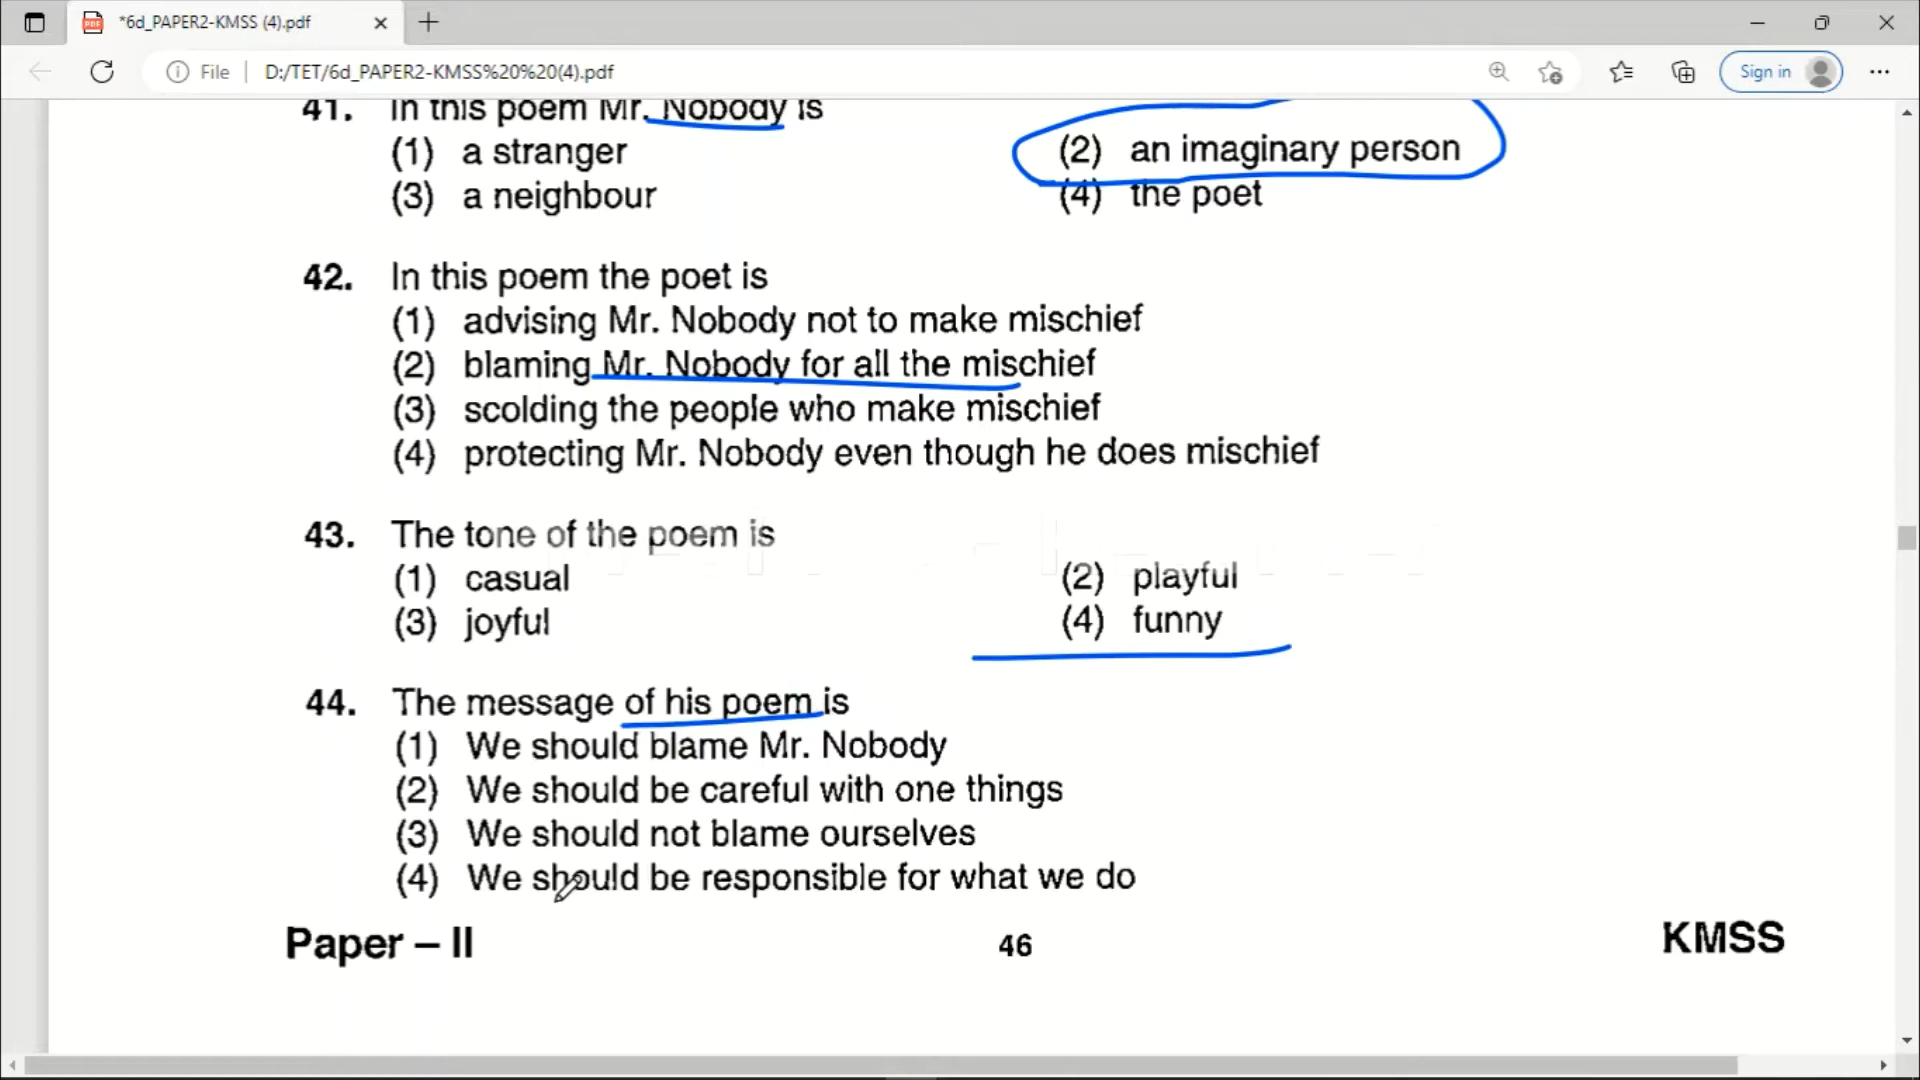 *6d_PAPER2-KMSS (4).pdf
File D:/TET/6d_PAPER2-KMSS%20%20(4).pdf Sign in
41. In this poem Mr. Nobody is
(1) a stranger (2) an imaginary person
(3) a neighbour (4) the poet
42. In this poem the poet is
(1) advising Mr. Nobody not to make mischief
(2) blaming Mr. Nobody for all the mischief
(3) scolding the people who make mischief
(4) protecting Mr. Nobody even though he does mischief
43. The tone of the poem is
(1) casual (2) playful
(3) joyful (4) funny
44. The message of his poem is
(1) We should blame Mr. Nobody
(2) We should be careful with one things
(3) We should not blame ourselves
(4) We should be responsible for what we do
Paper – II 46 KMSS